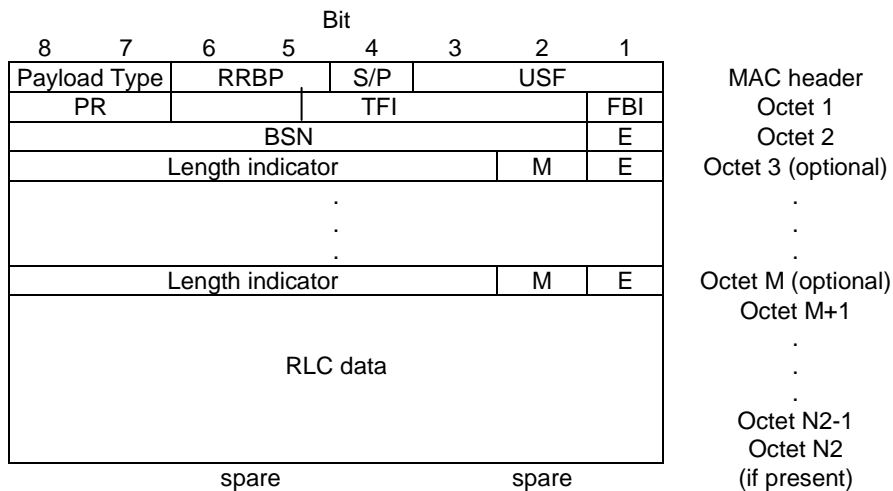 Bit
8 7 6 5 4 3 2 1
Payload Type RRBP S/P USF MAC header
PR TFI FBI Octet 1
BSN E Octet 2
Length indicator M E Octet 3 (optional)
. .
. .
. .
Length indicator M E Octet M (optional)
Octet M+1
.
RLC data .
.
Octet N2-1
Octet N2
spare spare (if present)